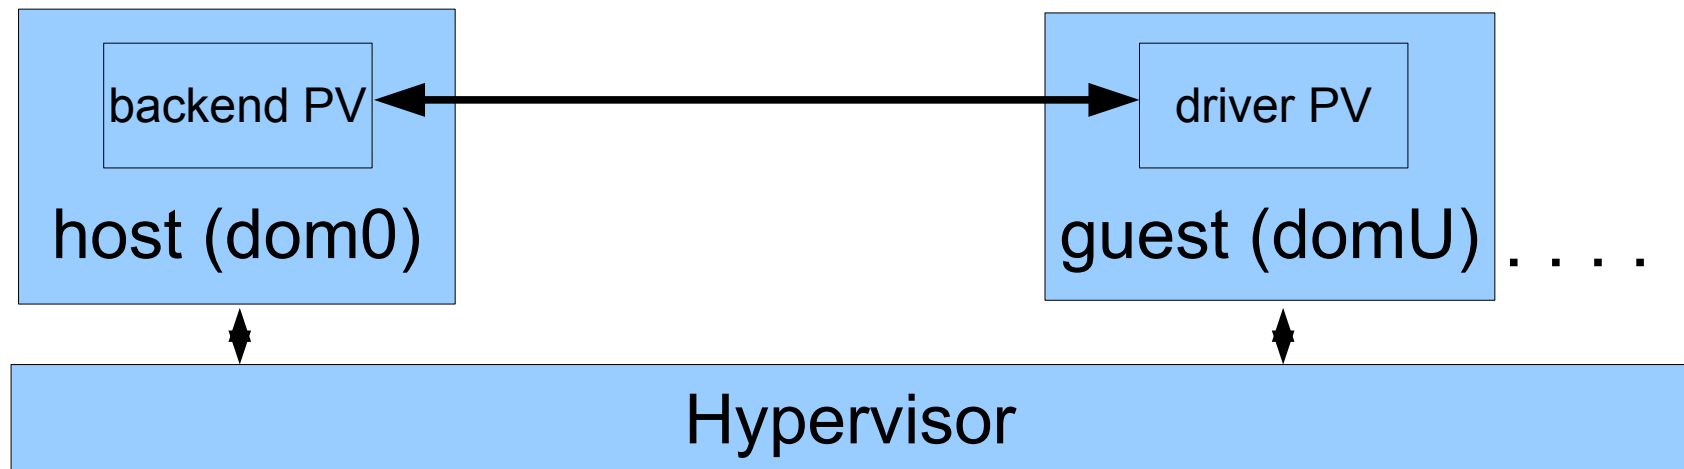 backend PV
driver PV
host (dom0)
guest (domU) . . . .
Hypervisor